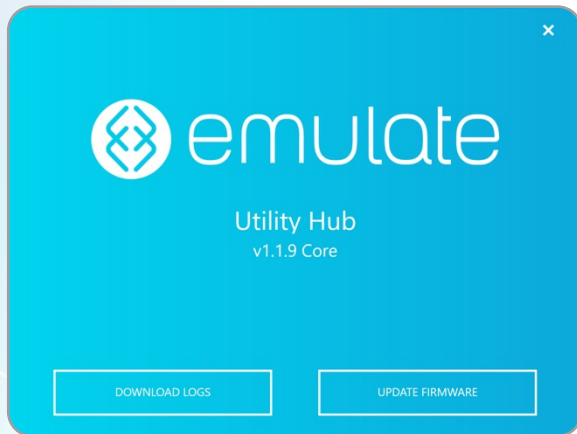 emulate
Utility Hub
v1.1.9 Core
DOWNLOAD LOGS
UPDATE FIRMWARE